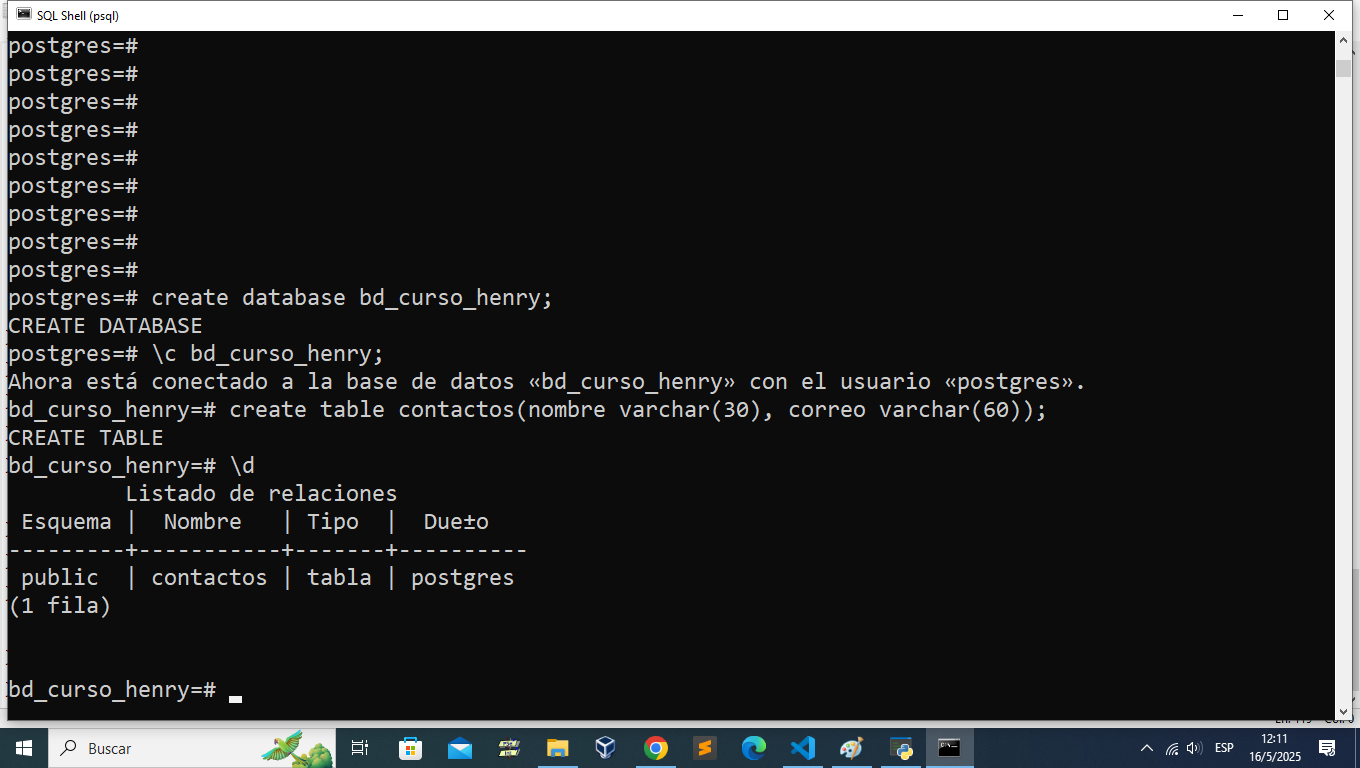 SQL Shell (psql)
postgres=#
postgres=#
postgres=#
postgres=#
postgres=#
postgres=#
postgres=#
postgres=#
postgres=#
postgres=# create database bd_curso_henry;
CREATE DATABASE
postgres=# \c bd_curso_henry;
Ahora está conectado a la base de datos «bd_curso_henry» con el usuario «postgres».
bd_curso_henry=# create table contactos(nombre varchar(30), correo varchar(60));
CREATE TABLE
bd_curso_henry=# \d
Listado de relaciones
Esquema | Nombre | Tipo | Due±o
---------+-----------+-------+----------
public | contactos | tabla | postgres
(1 fila)
bd_curso_henry=#
Buscar
ESP
12:11
16/5/2025